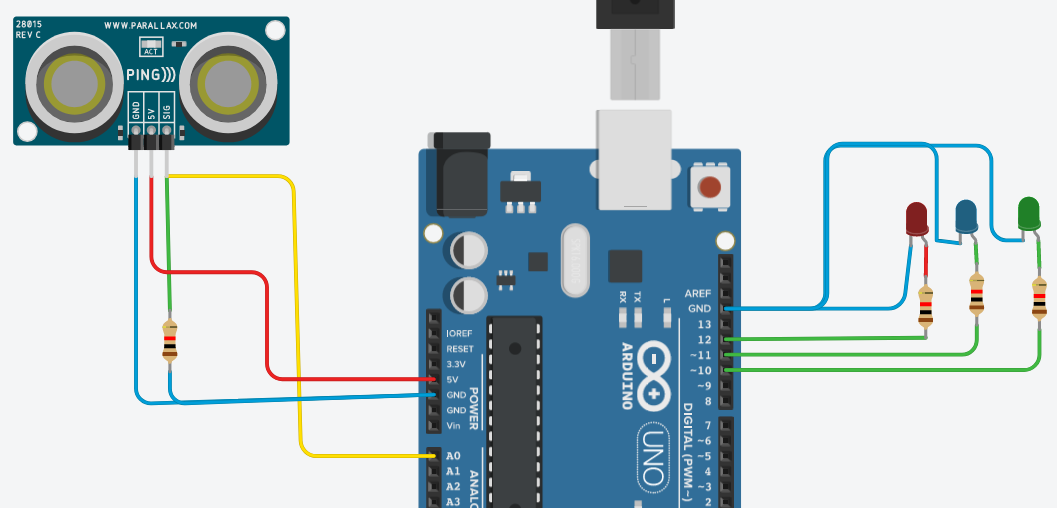 28015
REV C
WWW.PARALLAX.COM
ACT
PING)))
GND
5V
SIG
IOREF
RESET
3.3V
5V
GND
GND
Vin
POWER
A0
A1
A2
A3
ANALO
RX
TX
L
ARDUINO
UNO
AREF
GND
13
12
~11
~10
~9
8
7
~6
~5
4
~3
2
DIGITAL (PWM~)